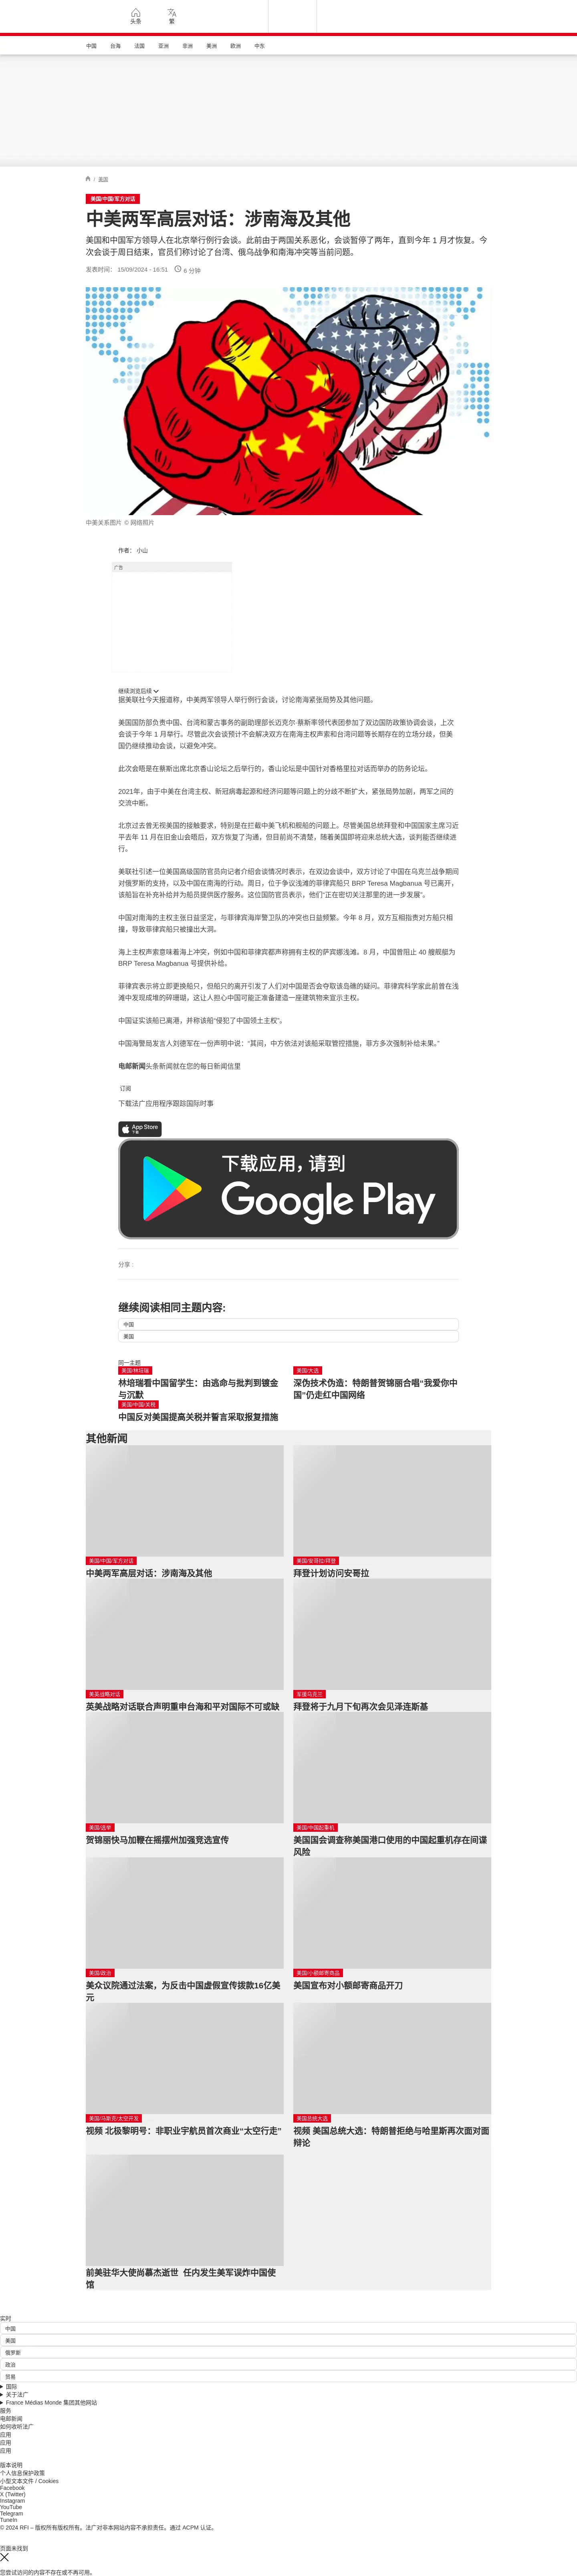 头条
繁
中国
台海
法国
亚洲
非洲
美洲
欧洲
中东
/ 美国
美国/中国/军方对话
中美两军高层对话：涉南海及其他
美国和中国军方领导人在北京举行例行会谈。此前由于两国关系恶化，会谈暂停了两年，直到今年 1 月才恢复。今次会谈于周日结束，官员们称讨论了台湾、俄乌战争和南海冲突等当前问题。
发表时间： 15/09/2024 - 16:51
6 分钟
中美关系图片 © 网络照片
作者： 小山
广告
继续浏览后续
据美联社今天报道称，中美两军领导人举行例行会谈，讨论南海紧张局势及其他问题。
美国国防部负责中国、台湾和蒙古事务的副助理部长迈克尔·蔡斯率领代表团参加了双边国防政策协调会谈，上次会谈于今年 1 月举行。尽管此次会谈预计不会解决双方在南海主权声索和台湾问题等长期存在的立场分歧，但美国仍继续推动会谈，以避免冲突。
此次会晤是在蔡斯出席北京香山论坛之后举行的，香山论坛是中国针对香格里拉对话而举办的防务论坛。
2021年，由于中美在台湾主权、新冠病毒起源和经济问题等问题上的分歧不断扩大，紧张局势加剧，两军之间的交流中断。
北京过去曾无视美国的接触要求，特别是在拦截中美飞机和舰船的问题上。尽管美国总统拜登和中国国家主席习近平去年 11 月在旧金山会晤后，双方恢复了沟通，但目前尚不清楚，随着美国即将迎来总统大选，谈判能否继续进行。
美联社引述一位美国高级国防官员向记者介绍会谈情况时表示，在双边会谈中，双方讨论了中国在乌克兰战争期间对俄罗斯的支持，以及中国在南海的行动。周日，位于争议浅滩的菲律宾船只 BRP Teresa Magbanua 号已离开，该船旨在补充补给并为船员提供医疗服务。这位国防部官员表示，他们“正在密切关注那里的进一步发展”。
中国对南海的主权主张日益坚定，与菲律宾海岸警卫队的冲突也日益频繁。今年 8 月，双方互相指责对方船只相撞，导致菲律宾船只被撞出大洞。
海上主权声索意味着海上冲突，例如中国和菲律宾都声称拥有主权的萨宾娜浅滩。8 月，中国曾阻止 40 艘舰艇为 BRP Teresa Magbanua 号提供补给。
菲律宾表示将立即更换船只，但船只的离开引发了人们对中国是否会夺取该岛礁的疑问。菲律宾科学家此前曾在浅滩中发现成堆的碎珊瑚，这让人担心中国可能正准备建造一座建筑物来宣示主权。
中国证实该船已离港，并称该船“侵犯了中国领土主权”。
中国海警局发言人刘德军在一份声明中说：“其间，中方依法对该船采取管控措施，菲方多次强制补给未果。”
电邮新闻头条新闻就在您的每日新闻信里
订阅
下载法广应用程序跟踪国际时事
App Store
下载
下载应用，请到
Google Play
分享 :
继续阅读相同主题内容:
中国
美国
同一主题
美国/林培瑞
林培瑞看中国留学生：由逃命与批判到镀金与沉默
美国/大选
深伪技术伪造：特朗普贺锦丽合唱“我爱你中国”仍走红中国网络
美国/中国/关税
中国反对美国提高关税并誓言采取报复措施
其他新闻
美国/中国/军方对话
中美两军高层对话：涉南海及其他
美国/安哥拉/拜登
拜登计划访问安哥拉
美英战略对话
英美战略对话联合声明重申台海和平对国际不可或缺
军援乌克兰
拜登将于九月下旬再次会见泽连斯基
美国/选举
贺锦丽快马加鞭在摇摆州加强竞选宣传
美国/中国起重机
美国国会调查称美国港口使用的中国起重机存在间谍风险
美国/政治
美众议院通过法案，为反击中国虚假宣传拨款16亿美元
美国/小额邮寄商品
美国宣布对小额邮寄商品开刀
美国/马斯克/太空开发
视频 北极黎明号：非职业宇航员首次商业“太空行走”
美国总统大选
视频 美国总统大选：特朗普拒绝与哈里斯再次面对面辩论
前美驻华大使尚慕杰逝世 任内发生美军误炸中国使馆
实时
中国
美国
俄罗斯
政治
贸易
国际
关于法广
France Médias Monde 集团其他网站
服务
电邮新闻
如何收听法广
应用
应用
应用
版本说明
个人信息保护政策
小型文本文件 / Cookies
Facebook
X (Twitter)
Instagram
YouTube
Telegram
TuneIn
© 2024 RFI – 版权所有版权所有。法广对非本网站内容不承担责任。通过 ACPM 认证。
页面未找到
您尝试访问的内容不存在或不再可用。